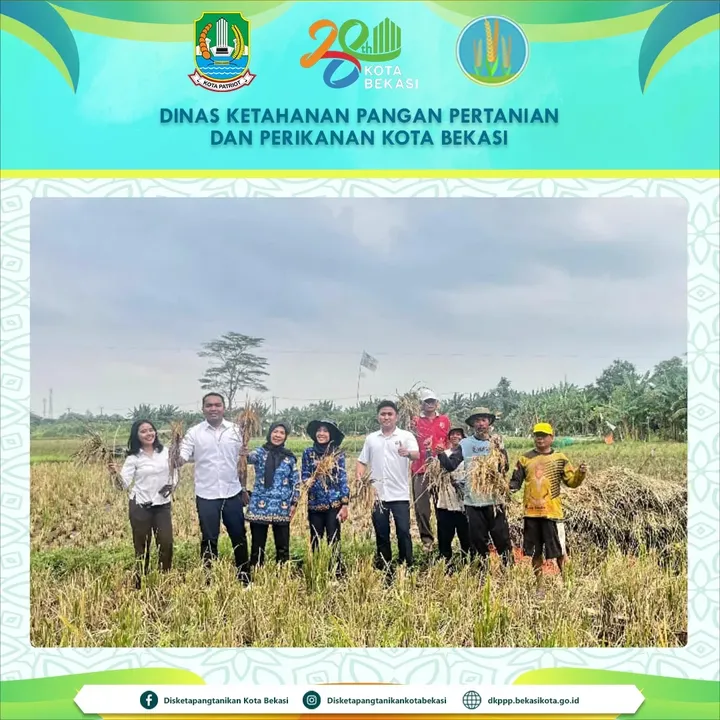 KOTA PATRIOT
28th
KOTA
BEKASI
DINAS KETAHANAN PANGAN PERTANIAN
DAN PERIKANAN KOTA BEKASI
Disketapangtanikan Kota Bekasi
Disketapangtanikankotabekasi
dkppp.bekasikota.go.id